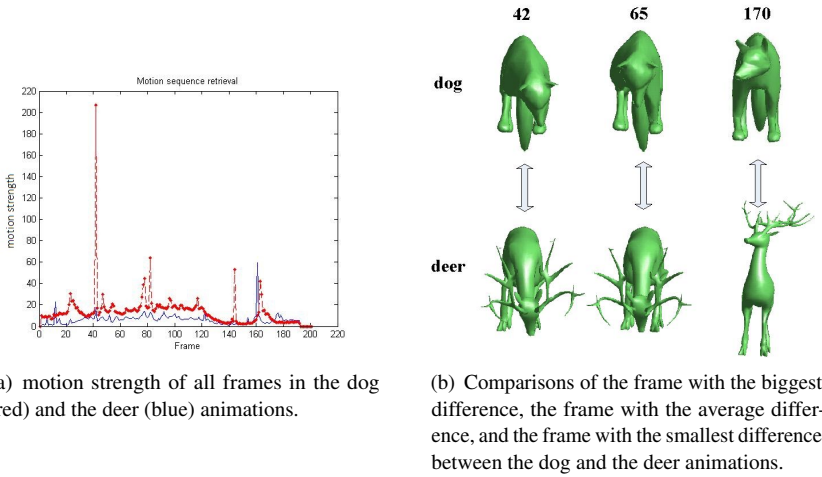 Motion sequence retrieval
220
200
180
160
140
120
100
80
60
40
20
0
motion strength
0 20 40 60 80 100 120 140 160 180 200 220
Frame
a) motion strength of all frames in the dog
red) and the deer (blue) animations.
42 65 170
dog
deer
(b) Comparisons of the frame with the biggest
difference, the frame with the average differ-
ence, and the frame with the smallest difference
between the dog and the deer animations.